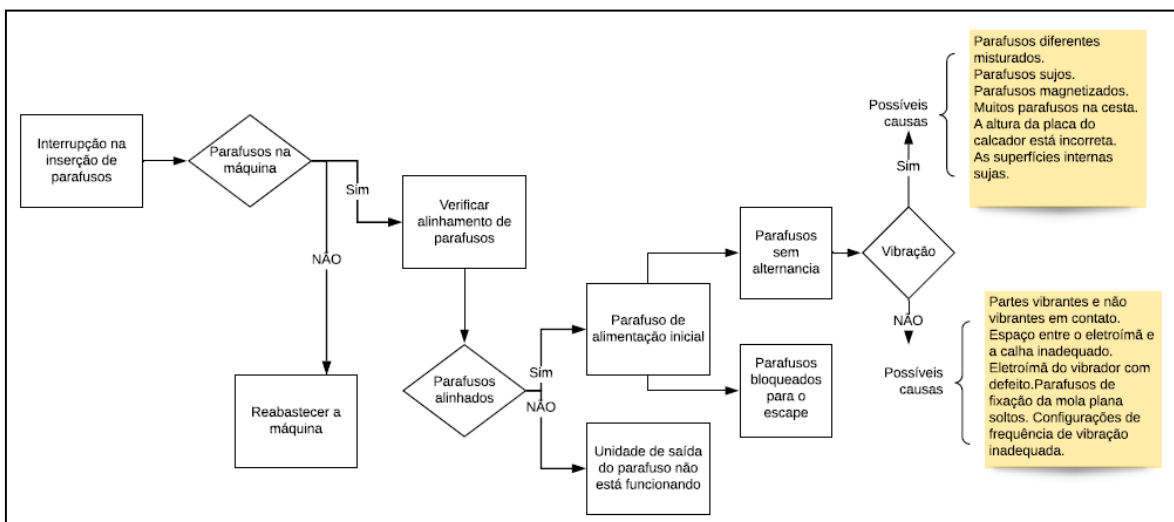 Interrupção na
inserção de
parafusos
Parafusos na
máquina
Sim
NÃO
Reabastecer a
máquina
Verificar
alinhamento de
parafusos
Parafusos
alinhados
Sim
NÃO
Parafuso de
alimentação inicial
Unidade de saída
do parafuso não
está funcionando
Parafusos
sem
alternancia
Parafusos
bloqueados
para o
escape
Vibração
Sim
Possíveis
causas
Parafusos diferentes
misturados.
Parafusos sujos.
Parafusos magnetizados.
Muitos parafusos na cesta.
A altura da placa do
calcador está incorreta.
As superfícies internas
sujas.
NÃO
Possíveis
causas
Partes vibrantes e não
vibrantes em contato.
Espaço entre o eletroímã e
a calha inadequado.
Eletroímã do vibrador com
defeito.Parafusos de
fixação da mola plana
soltos. Configurações de
frequência de vibração
inadequada.